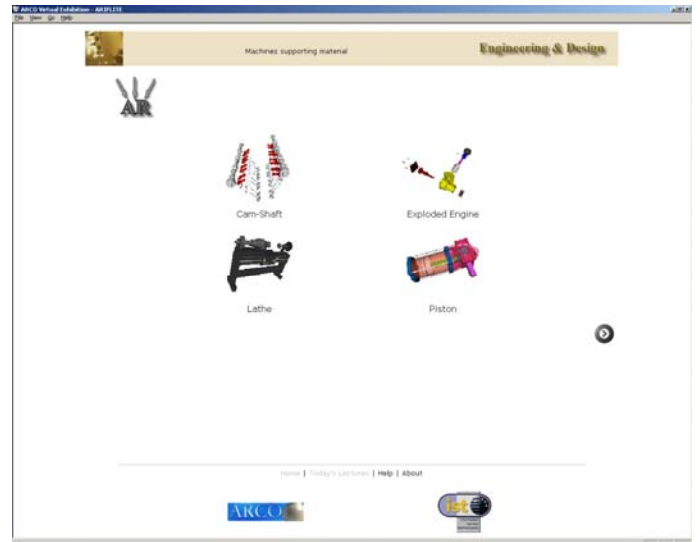 ARCO Virtual Exhibition - ARIFLITE
File View Go Help
Machines supporting material
Engineering & Design
AR
Cam-Shaft
Exploded Engine
Lathe
Piston
Home | Today's Lectures | Help | About
ARCO
ist